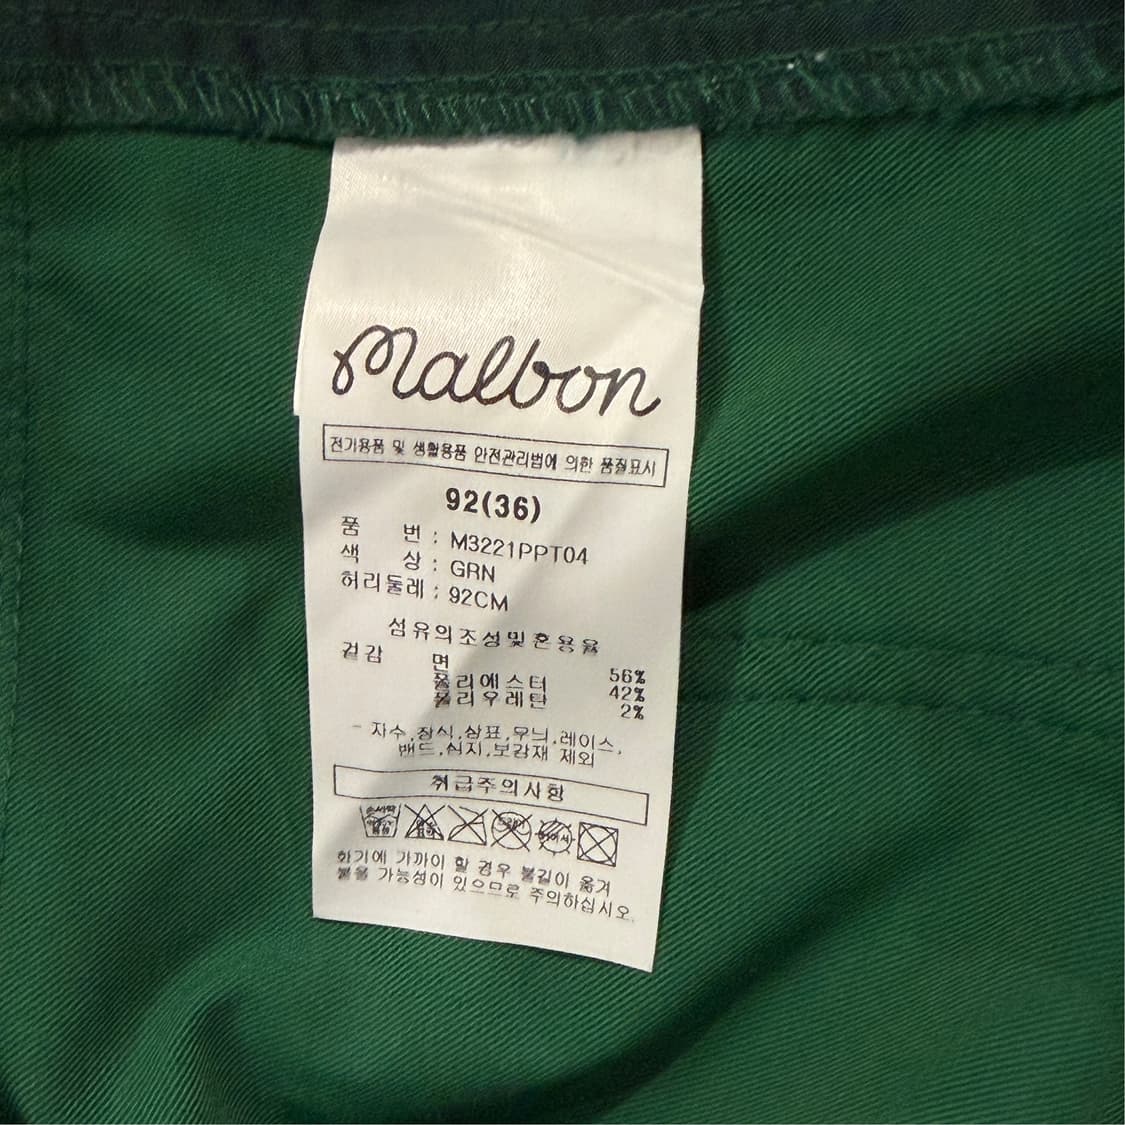 Malbon
전기용품 및 생활용품 안전관리법에 의한 품질표시
92(36)
품 번 : M3221PPT04
색 상 : GRN
허리둘레 : 92CM
섬유의조성및혼용율
겉감 면 56%
폴리에스터 42%
폴리우레탄 2%
- 자수,장식,상표,무늬,레이스,
밴드,심지,보강재 제외
취급주의사항
손세탁
드라이
화기에 가까이 할 경우 불길이 옮겨
붙을 가능성이 있으므로 주의하십시오.